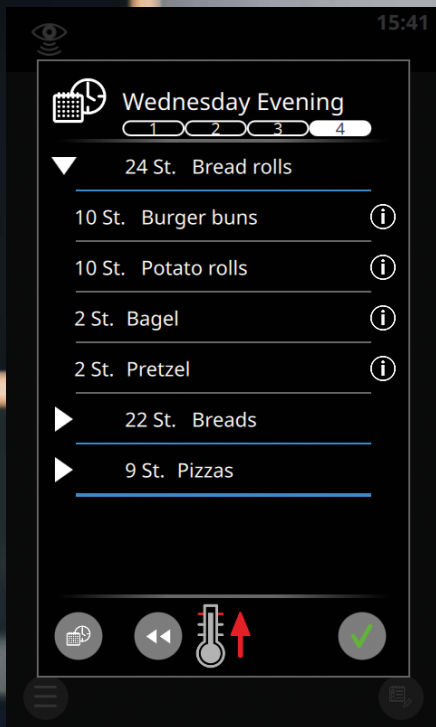 15:41
Wednesday Evening
1 2 3 4
24 St. Bread rolls
10 St. Burger buns
10 St. Potato rolls
2 St. Bagel
2 St. Pretzel
22 St. Breads
9 St. Pizzas